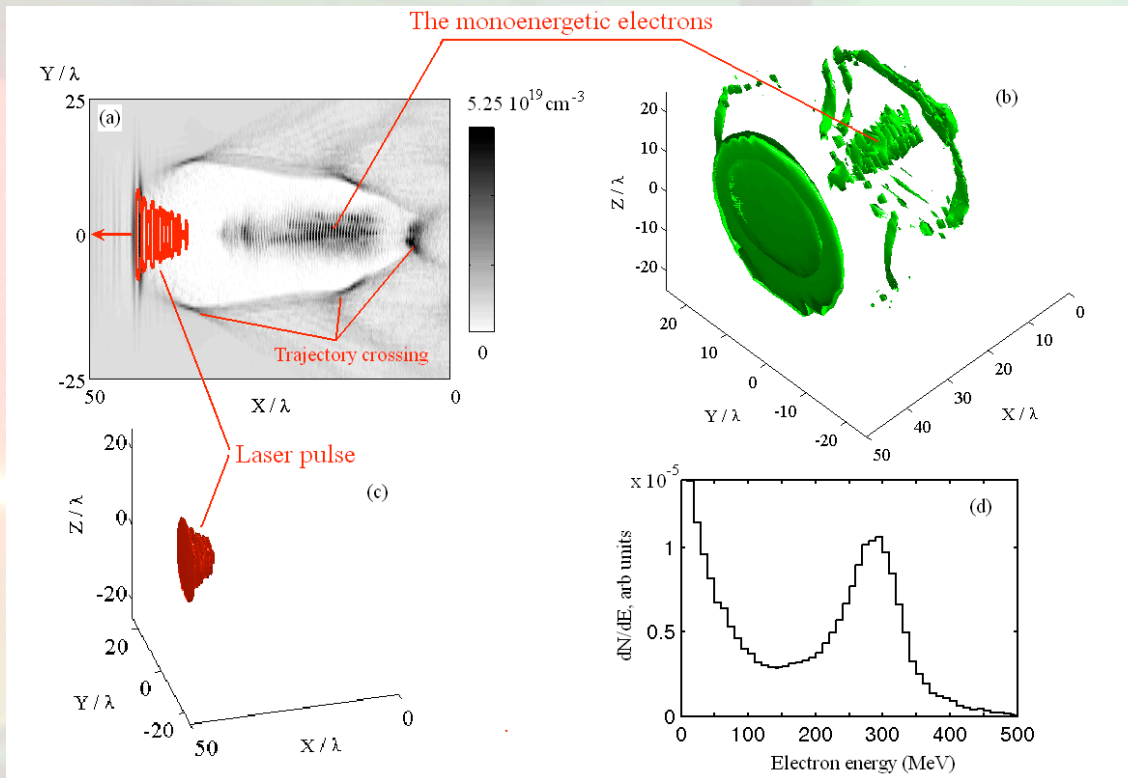 The monoenergetic electrons
Y / λ
25
(a)
0
-25
50
X / λ
0
5.25 10¹⁹cm⁻³
0
Trajectory crossing
Laser pulse
(b)
Z / λ
20
10
0
-10
-20
20
10
0
-10
-20
Y / λ
50
40
30
20
10
0
X / λ
(c)
Z / λ
20
0
-20
20
0
-20
Y / λ
50
X / λ
0
(d)
x 10⁻⁵
1
0.5
0
dN/dE, arb units
0 100 200 300 400 500
Electron energy (MeV)